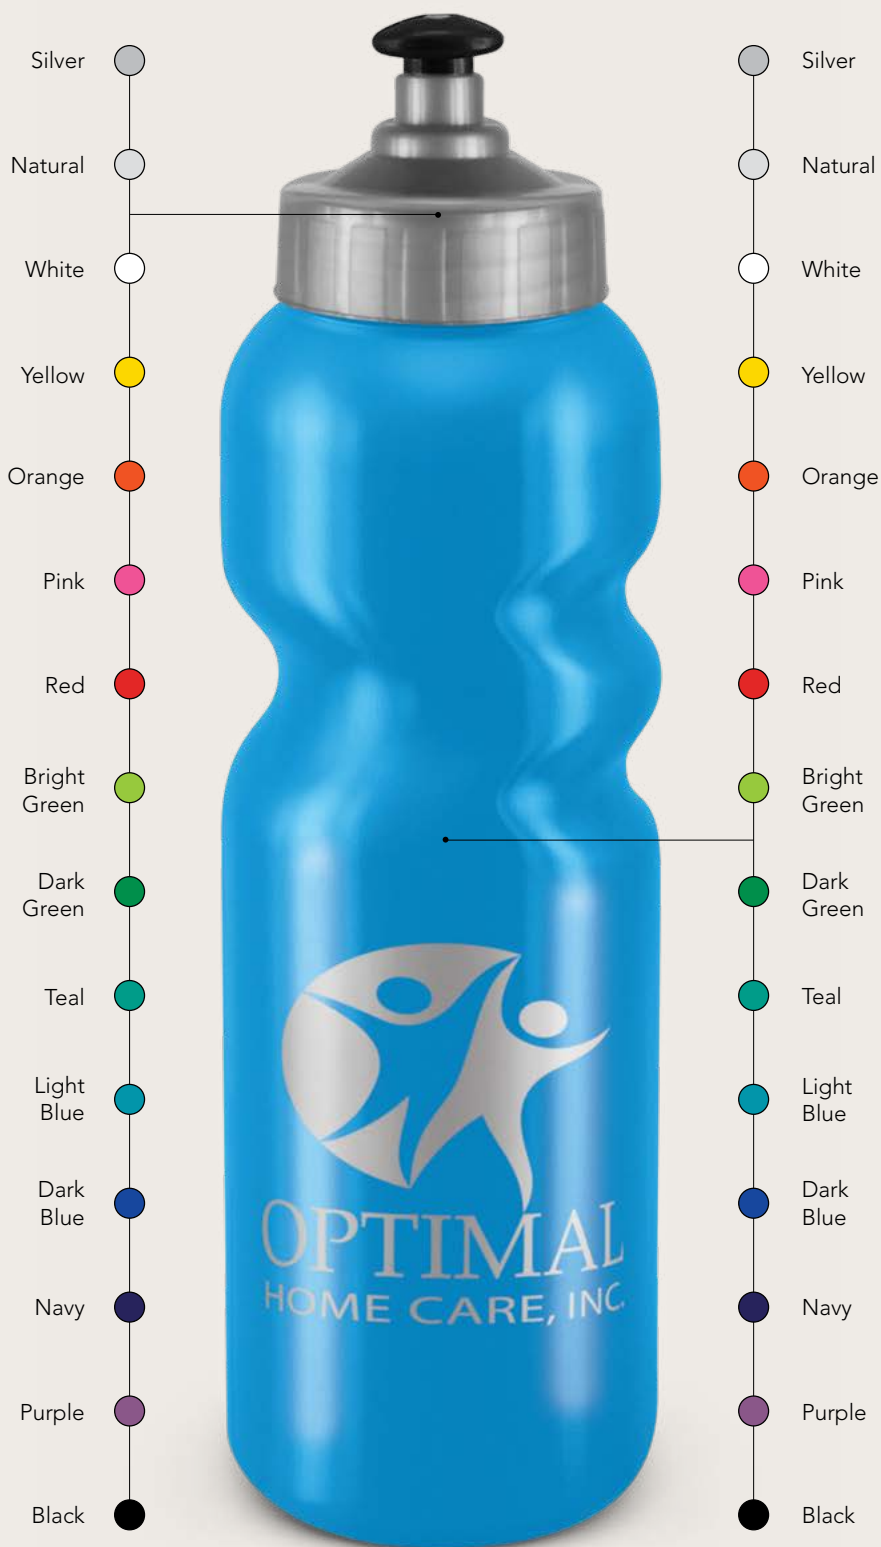 Silver
Natural
White
Yellow
Orange
Pink
Red
Bright
Green
Dark
Green
Teal
Light
Blue
Dark
Blue
Navy
Purple
Black
OPTIMAL
HOME CARE, INC.
Silver
Natural
White
Yellow
Orange
Pink
Red
Bright
Green
Dark
Green
Teal
Light
Blue
Dark
Blue
Navy
Purple
Black